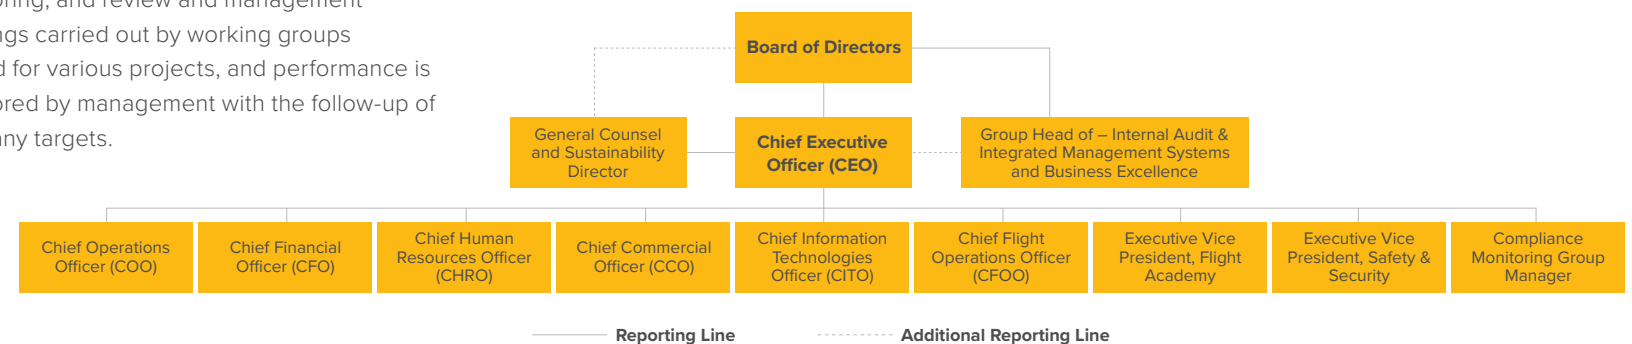 and review and management
carried out by working groups
for various projects, and performance is
by management with the follow-up of
targets.
Board of Directors
General Counsel
and Sustainability
Director
Chief Executive
Officer (CEO)
Group Head of – Internal Audit &
Integrated Management Systems
and Business Excellence
Chief Operations
Officer (COO)
Chief Financial
Officer (CFO)
Chief Human
Resources Officer
(CHRO)
Chief Commercial
Officer (CCO)
Chief Information
Technologies
Officer (CITO)
Chief Flight
Operations Officer
(CFOO)
Executive Vice
President, Flight
Academy
Executive Vice
President, Safety &
Security
Compliance
Monitoring Group
Manager
Reporting Line
Additional Reporting Line